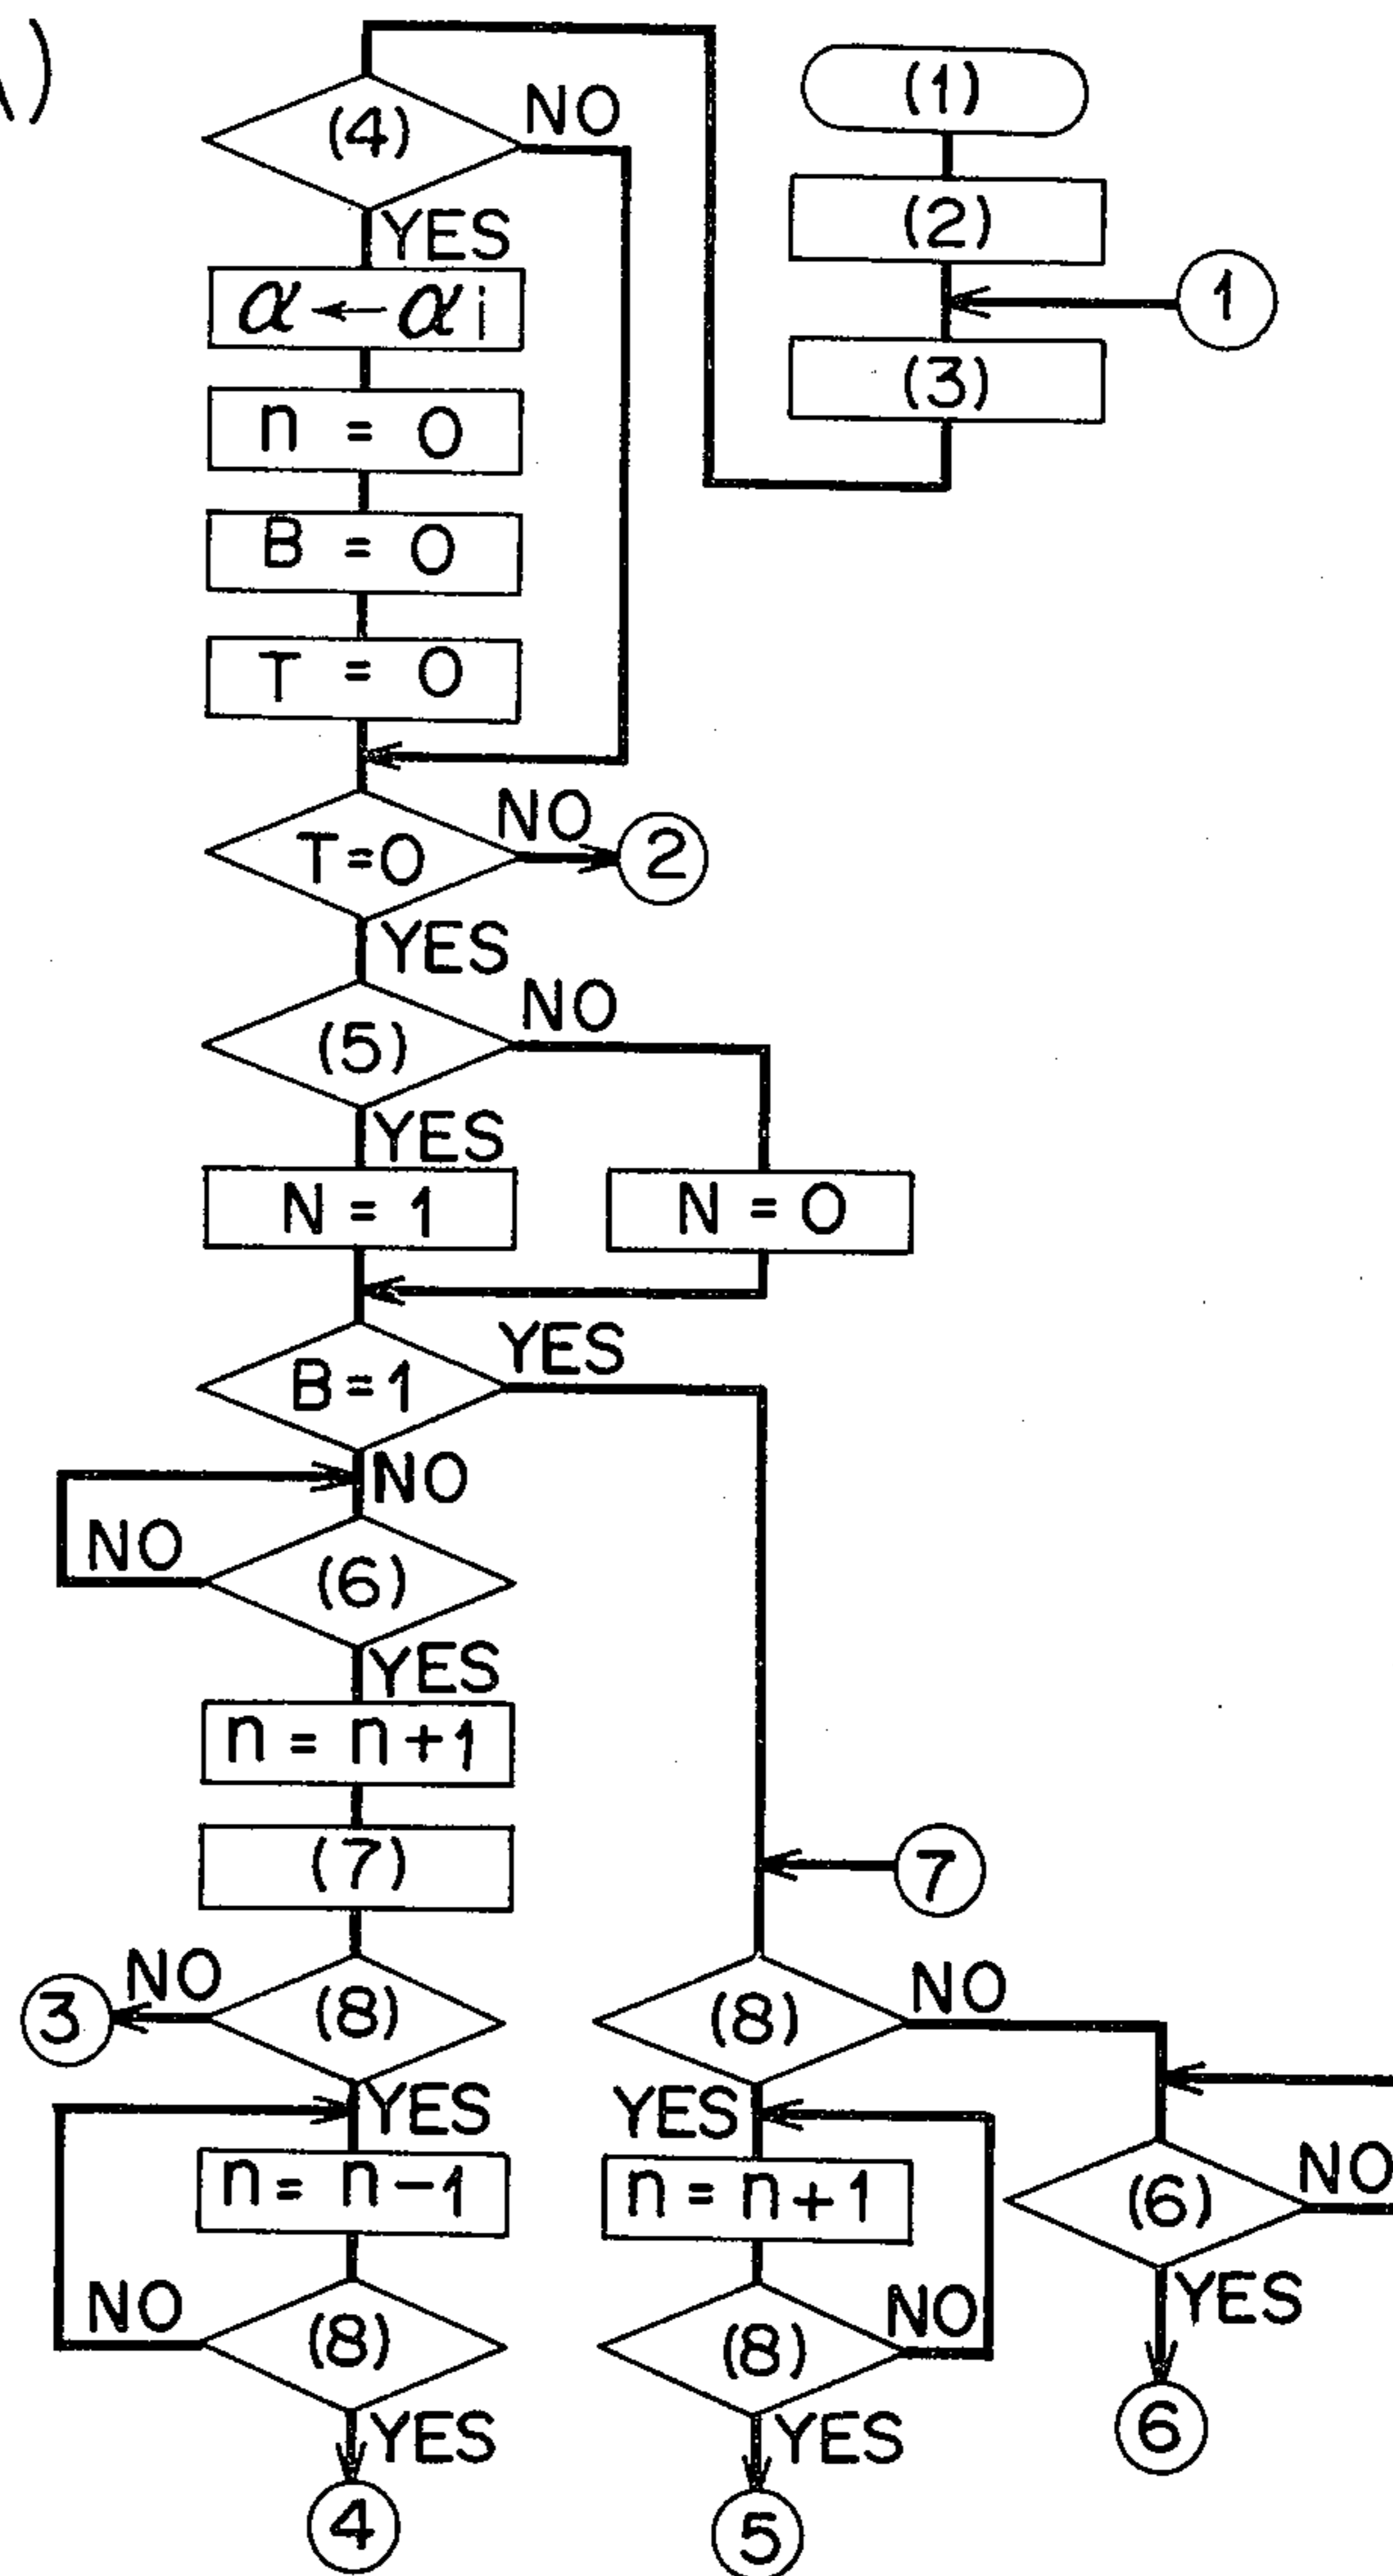 A)
(1)
(2)
1
(3)
(4)
NO
YES
α ← αi
n = 0
B = 0
T = 0
T=0
NO
2
YES
(5)
NO
YES
N = 1
N = 0
B=1
YES
NO
NO
(6)
YES
n = n+1
(7)
7
3
NO
(8)
YES
(8)
NO
YES
n = n-1
n = n+1
(6)
NO
NO
(8)
YES
(8)
NO
YES
YES
4
5
6